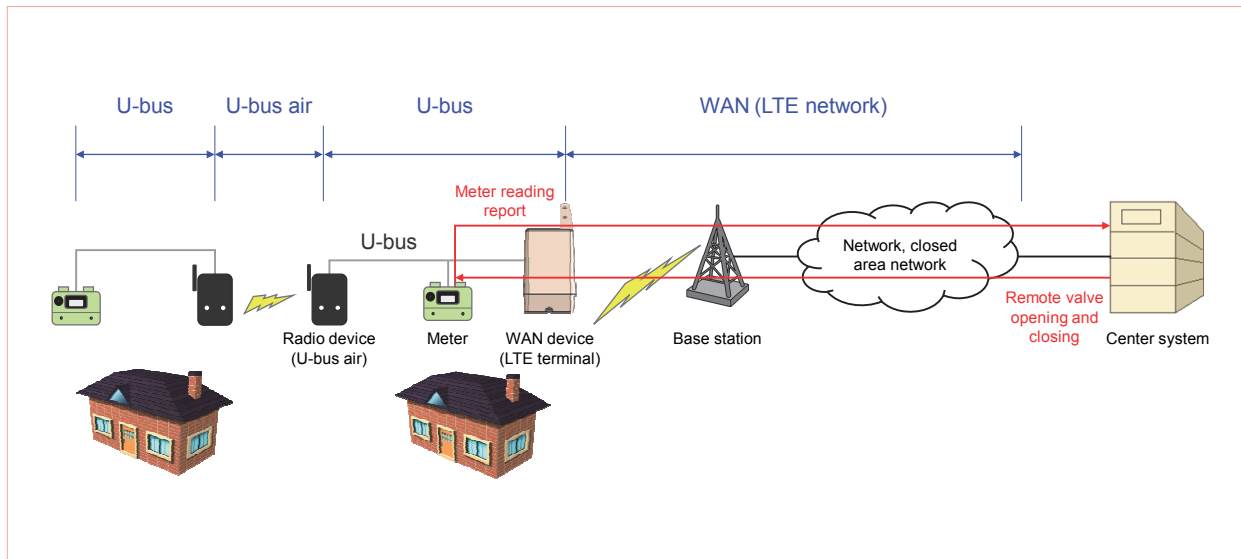 U-bus
U-bus air
U-bus
WAN (LTE network)
Meter reading
report
U-bus
Network, closed
area network
Remote valve
opening and
closing
Radio device
(U-bus air)
Meter
WAN device
(LTE terminal)
Base station
Center system